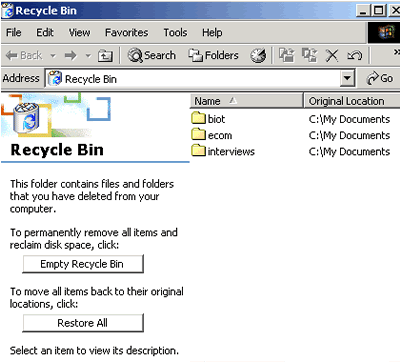 Recycle Bin
File Edit View Favorites Tools Help
Back Search Folders
Address Recycle Bin Go
Name Original Location
biot C:\My Documents
ecom C:\My Documents
interviews C:\My Documents
Recycle Bin
This folder contains files and folders
that you have deleted from your
computer.
To permanently remove all items and
reclaim disk space, click:
Empty Recycle Bin
To move all items back to their original
locations, click:
Restore All
Select an item to view its description.